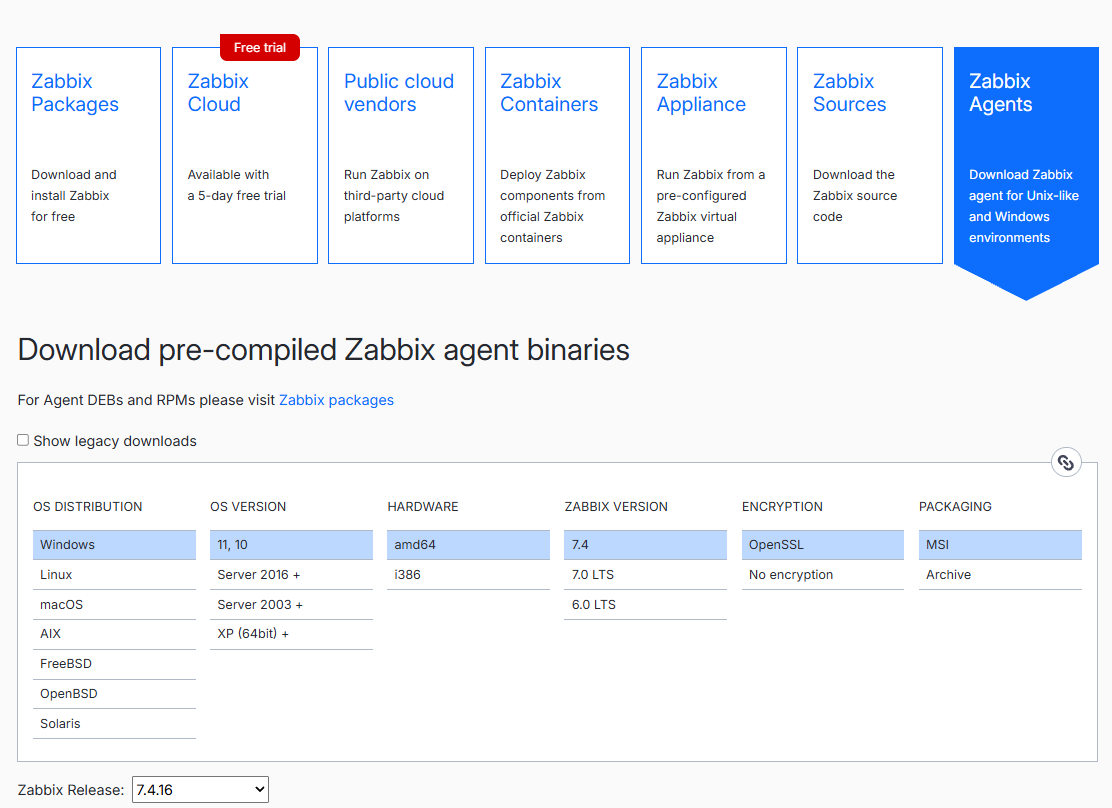 Free trial
Zabbix
Packages
Download and
install Zabbix
for free
Zabbix
Cloud
Available with
a 5-day free trial
Public cloud
vendors
Run Zabbix on
third-party cloud
platforms
Zabbix
Containers
Deploy Zabbix
components from
official Zabbix
containers
Zabbix
Appliance
Run Zabbix from a
pre-configured
Zabbix virtual
appliance
Zabbix
Sources
Download the
Zabbix source
code
Zabbix
Agents
Download Zabbix
agent for Unix-like
and Windows
environments
Download pre-compiled Zabbix agent binaries
For Agent DEBs and RPMs please visit Zabbix packages
Show legacy downloads
OS DISTRIBUTION
Windows
Linux
macOS
AIX
FreeBSD
OpenBSD
Solaris
OS VERSION
11, 10
Server 2016 +
Server 2003 +
XP (64bit) +
HARDWARE
amd64
i386
ZABBIX VERSION
7.4
7.0 LTS
6.0 LTS
ENCRYPTION
OpenSSL
No encryption
PACKAGING
MSI
Archive
Zabbix Release: 7.4.16